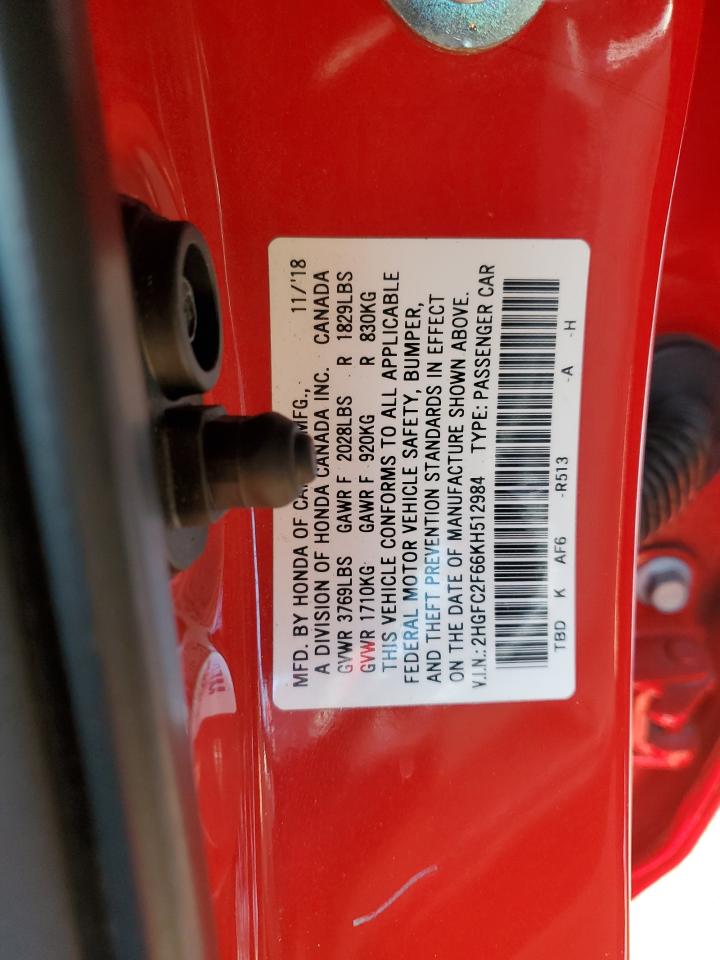 MFD. BY HONDA OF MFG., 11/'18
A DIVISION OF HONDA CANADA INC. CANADA
GVWR 3769LBS GAWR F 2028LBS R 1829LBS
GVWR 1710KG GAWR F 920KG R 830KG
THIS VEHICLE CONFORMS TO ALL APPLICABLE
FEDERAL MOTOR VEHICLE SAFETY, BUMPER,
AND THEFT PREVENTION STANDARDS IN EFFECT
ON THE DATE OF MANUFACTURE SHOWN ABOVE.
V.I.N.: 2HGFC2F66KH512984 TYPE: PASSENGER CAR
TBD K AF6 -R513 -A -H